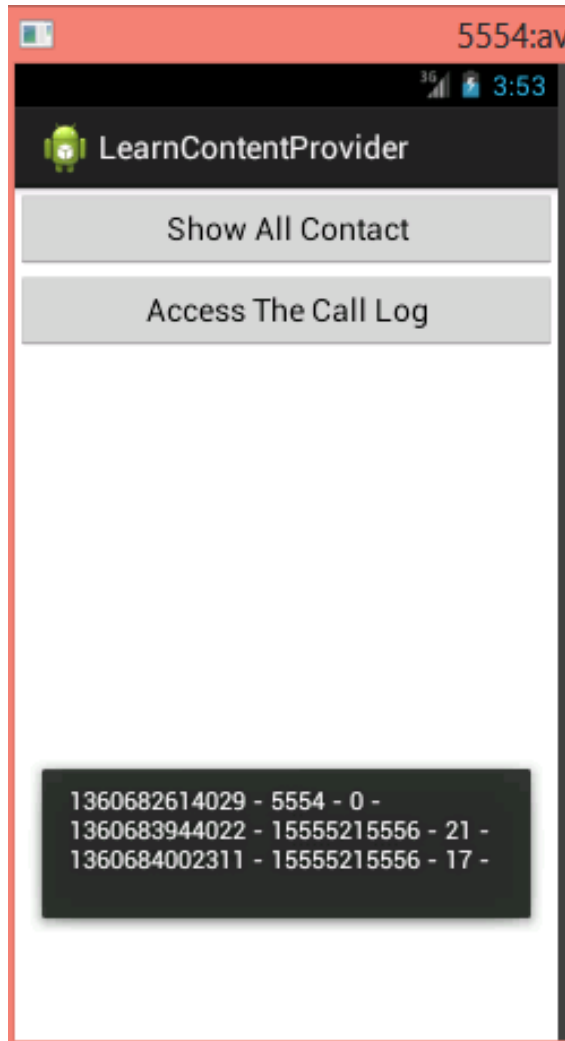 5554:av
3G 3:53
LearnContentProvider
Show All Contact
Access The Call Log
1360682614029 - 5554 - 0 -
1360683944022 - 15555215556 - 21 -
1360684002311 - 15555215556 - 17 -